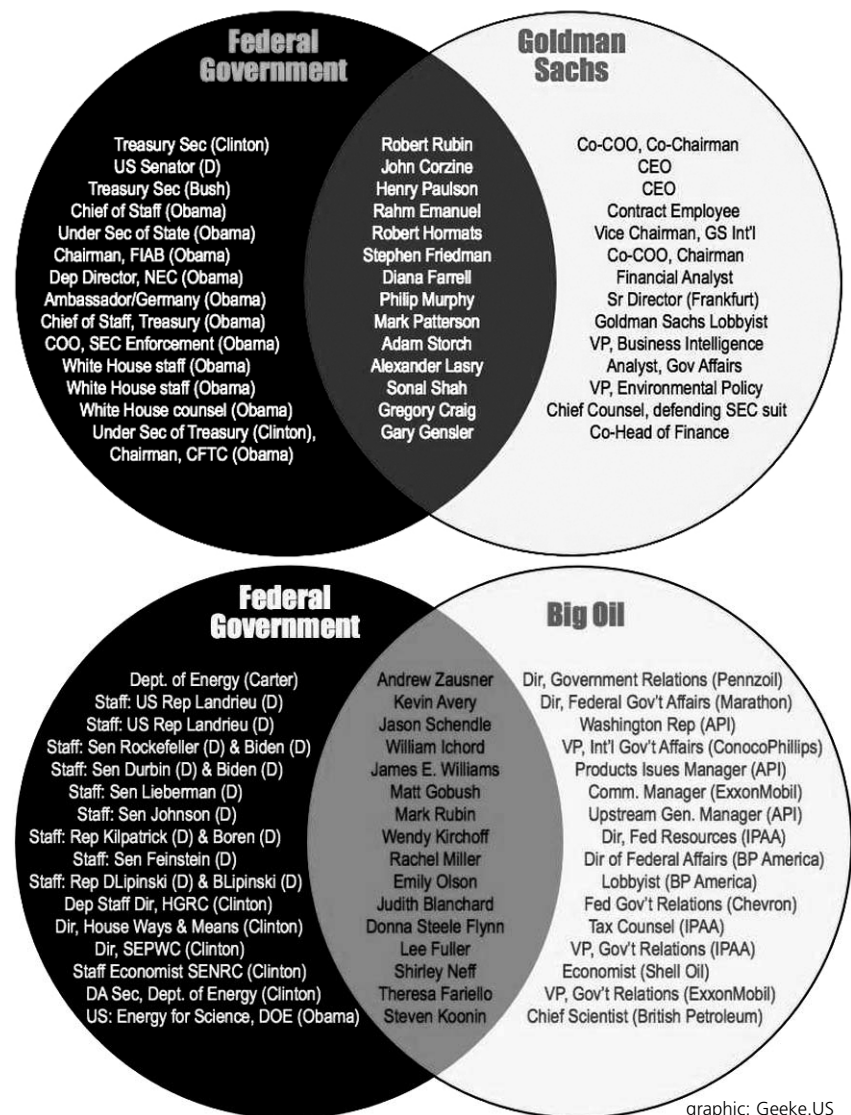 Federal
Government
Goldman
Sachs
Treasury Sec (Clinton) Robert Rubin Co-COO, Co-Chairman
US Senator (D) John Corzine CEO
Treasury Sec (Bush) Henry Paulson CEO
Chief of Staff (Obama) Rahm Emanuel Contract Employee
Under Sec of State (Obama) Robert Hormats Vice Chairman, GS Int'l
Chairman, FIAB (Obama) Stephen Friedman Co-COO, Chairman
Dep Director, NEC (Obama) Diana Farrell Financial Analyst
Ambassador/Germany (Obama) Philip Murphy Sr Director (Frankfurt)
Chief of Staff, Treasury (Obama) Mark Patterson Goldman Sachs Lobbyist
COO, SEC Enforcement (Obama) Adam Storch VP, Business Intelligence
White House staff (Obama) Alexander Lasry Analyst, Gov Affairs
White House staff (Obama) Sonal Shah VP, Environmental Policy
White House counsel (Obama) Gregory Craig Chief Counsel, defending SEC suit
Under Sec of Treasury (Clinton), Gary Gensler Co-Head of Finance
Chairman, CFTC (Obama)
Federal
Government
Big Oil
Dept. of Energy (Carter) Andrew Zausner Dir, Government Relations (Pennzoil)
Staff: US Rep Landrieu (D) Kevin Avery Dir, Federal Gov't Affairs (Marathon)
Staff: US Rep Landrieu (D) Jason Schendle Washington Rep (API)
Staff: Sen Rockefeller (D) & Biden (D) William Ichord VP, Int'l Gov't Affairs (ConocoPhillips)
Staff: Sen Durbin (D) & Biden (D) James E. Williams Products Isues Manager (API)
Staff: Sen Lieberman (D) Matt Gobush Comm. Manager (ExxonMobil)
Staff: Sen Johnson (D) Mark Rubin Upstream Gen. Manager (API)
Staff: Rep Kilpatrick (D) & Boren (D) Wendy Kirchoff Dir, Fed Resources (IPAA)
Staff: Sen Feinstein (D) Rachel Miller Dir of Federal Affairs (BP America)
Staff: Rep DLipinski (D) & BLipinski (D) Emily Olson Lobbyist (BP America)
Dep Staff Dir, HGRC (Clinton) Judith Blanchard Fed Gov't Relations (Chevron)
Dir, House Ways & Means (Clinton) Donna Steele Flynn Tax Counsel (IPAA)
Dir, SEPWC (Clinton) Lee Fuller VP, Gov't Relations (IPAA)
Staff Economist SENRC (Clinton) Shirley Neff Economist (Shell Oil)
DA Sec, Dept. of Energy (Clinton) Theresa Fariello VP, Gov't Relations (ExxonMobil)
US: Energy for Science, DOE (Obama) Steven Koonin Chief Scientist (British Petroleum)
graphic: Geeke.US